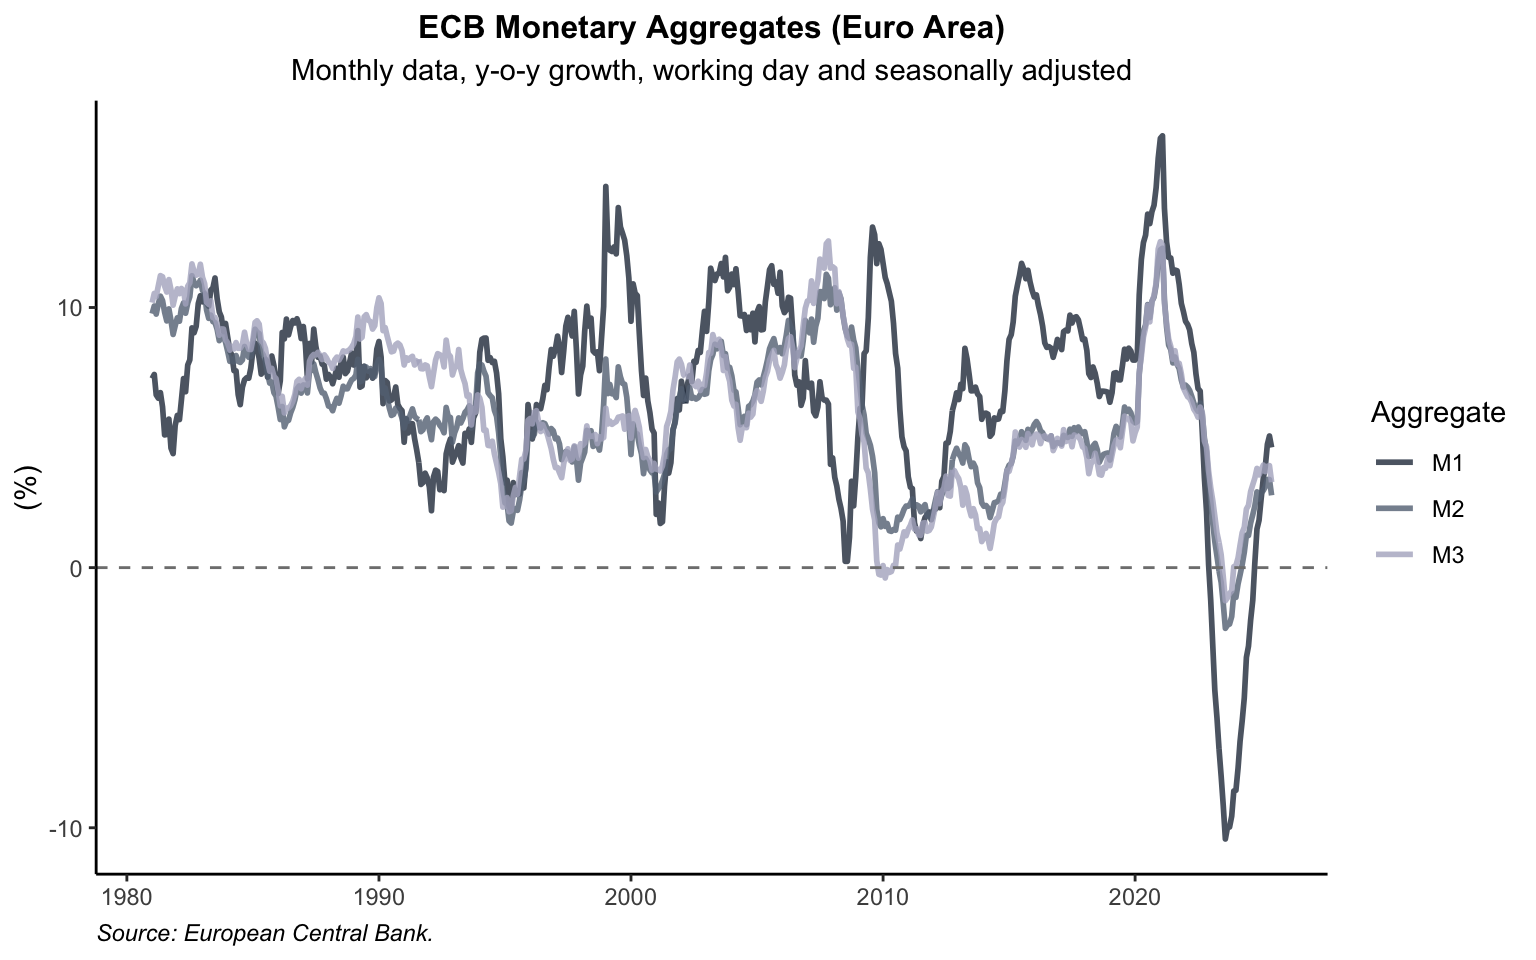 ECB Monetary Aggregates (Euro Area)
Monthly data, y-o-y growth, working day and seasonally adjusted
(%)
10
0
-10
1980 1990 2000 2010 2020
Aggregate
M1
M2
M3
Source: European Central Bank.